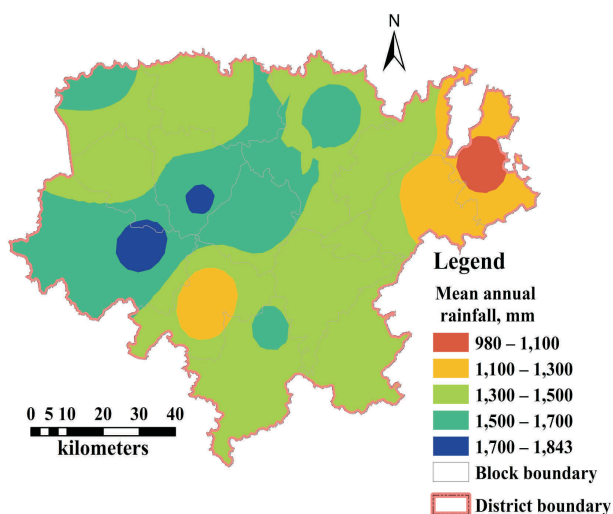 N
Legend
Mean annual
rainfall, mm
980 – 1,100
1,100 – 1,300
1,300 – 1,500
1,500 – 1,700
1,700 – 1,843
Block boundary
District boundary
0 5 10 20 30 40
kilometers